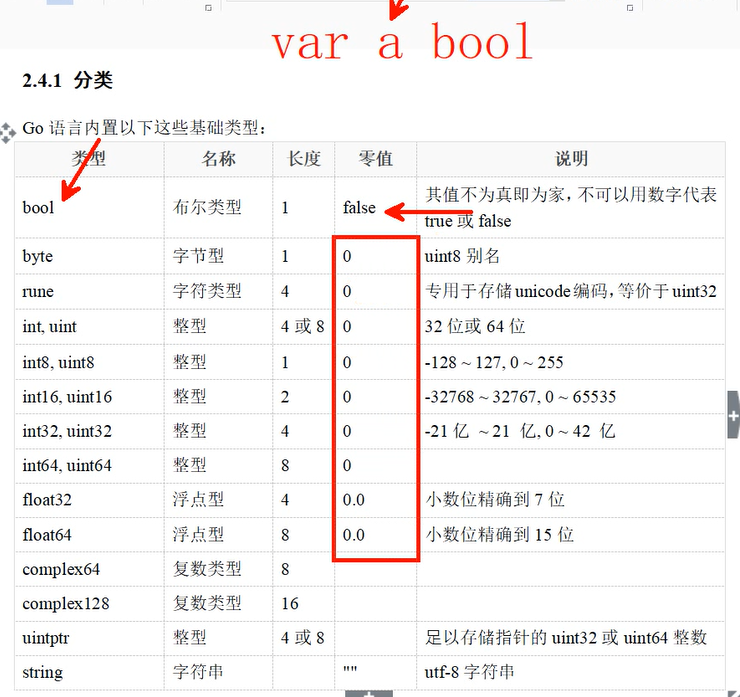 var a bool
2.4.1 分类
Go 语言内置以下这些基础类型：
类型 名称 长度 零值 说明
bool 布尔类型 1 false 其值不为真即为家，不可以用数字代表
true 或 false
byte 字节型 1 0 uint8 别名
rune 字符类型 4 0 专用于存储 unicode 编码，等价于 uint32
int, uint 整型 4 或 8 0 32 位或 64 位
int8, uint8 整型 1 0 -128 ~ 127, 0 ~ 255
int16, uint16 整型 2 0 -32768 ~ 32767, 0 ~ 65535
int32, uint32 整型 4 0 -21 亿 ~ 21 亿, 0 ~ 42 亿
int64, uint64 整型 8 0
float32 浮点型 4 0.0 小数位精确到 7 位
float64 浮点型 8 0.0 小数位精确到 15 位
complex64 复数类型 8
complex128 复数类型 16
uintptr 整型 4 或 8 足以存储指针的 uint32 或 uint64 整数
string 字符串 "" utf-8 字符串